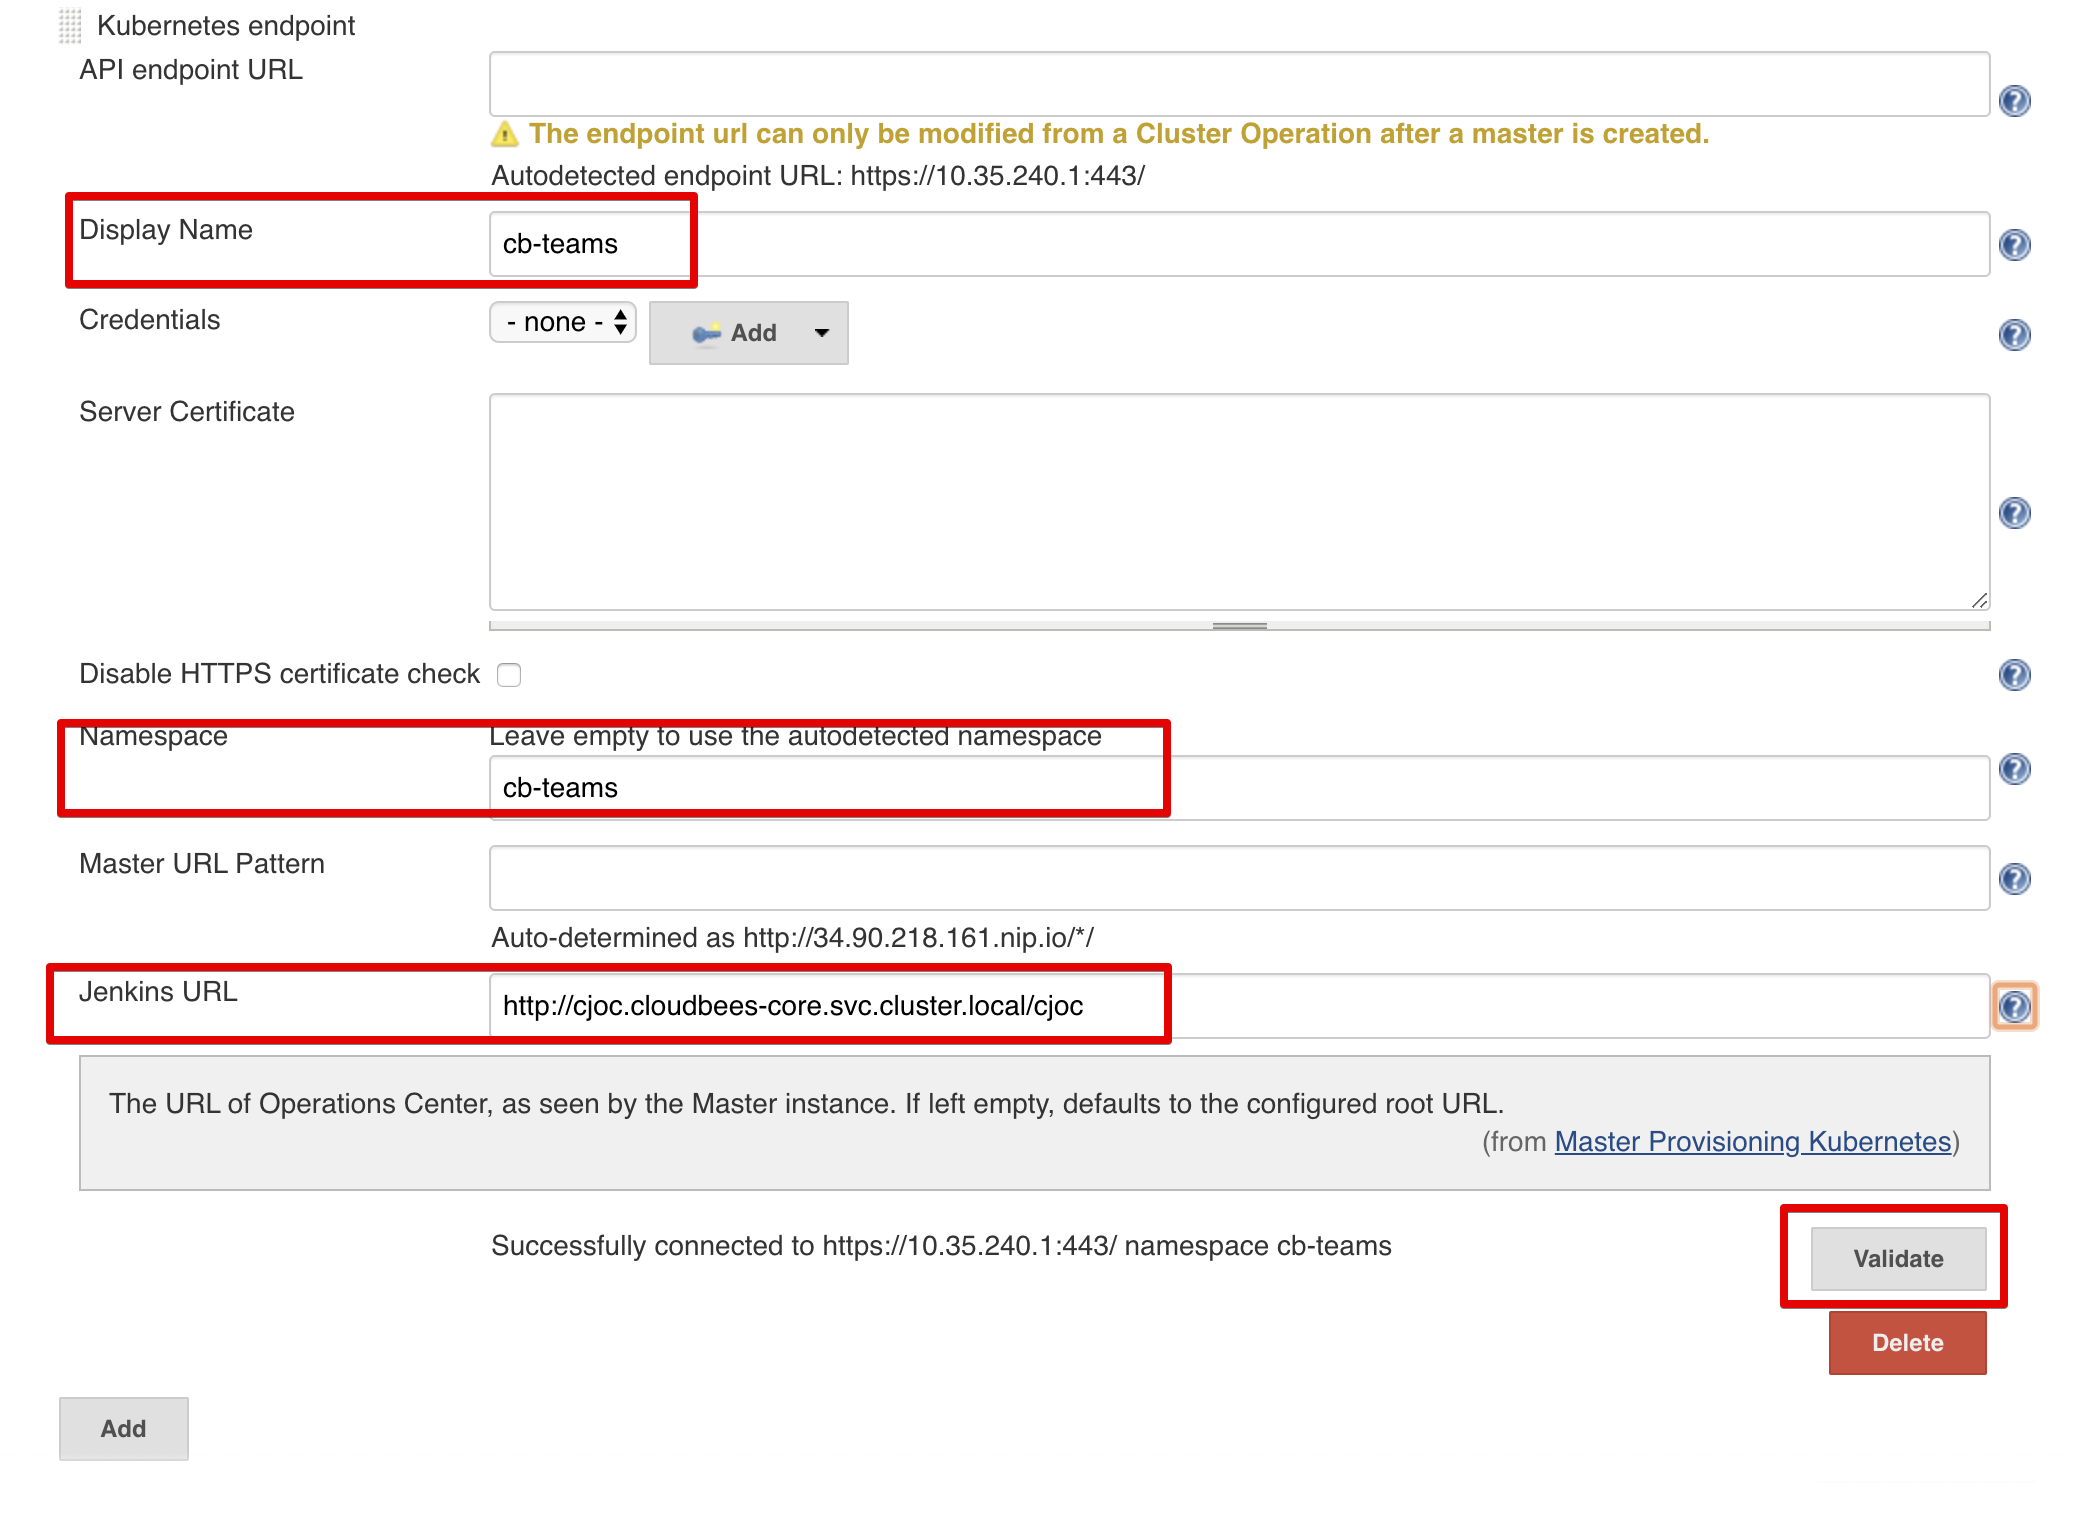 Kubernetes endpoint
API endpoint URL
The endpoint url can only be modified from a Cluster Operation after a master is created.
Autodetected endpoint URL: https://10.35.240.1:443/
Display Name
cb-teams
Credentials
- none -
Add
Server Certificate
Disable HTTPS certificate check
Namespace
Leave empty to use the autodetected namespace
cb-teams
Master URL Pattern
Auto-determined as http://34.90.218.161.nip.io/*/
Jenkins URL
http://cjoc.cloudbees-core.svc.cluster.local/cjoc
The URL of Operations Center, as seen by the Master instance. If left empty, defaults to the configured root URL.
(from Master Provisioning Kubernetes)
Successfully connected to https://10.35.240.1:443/ namespace cb-teams
Validate
Delete
Add